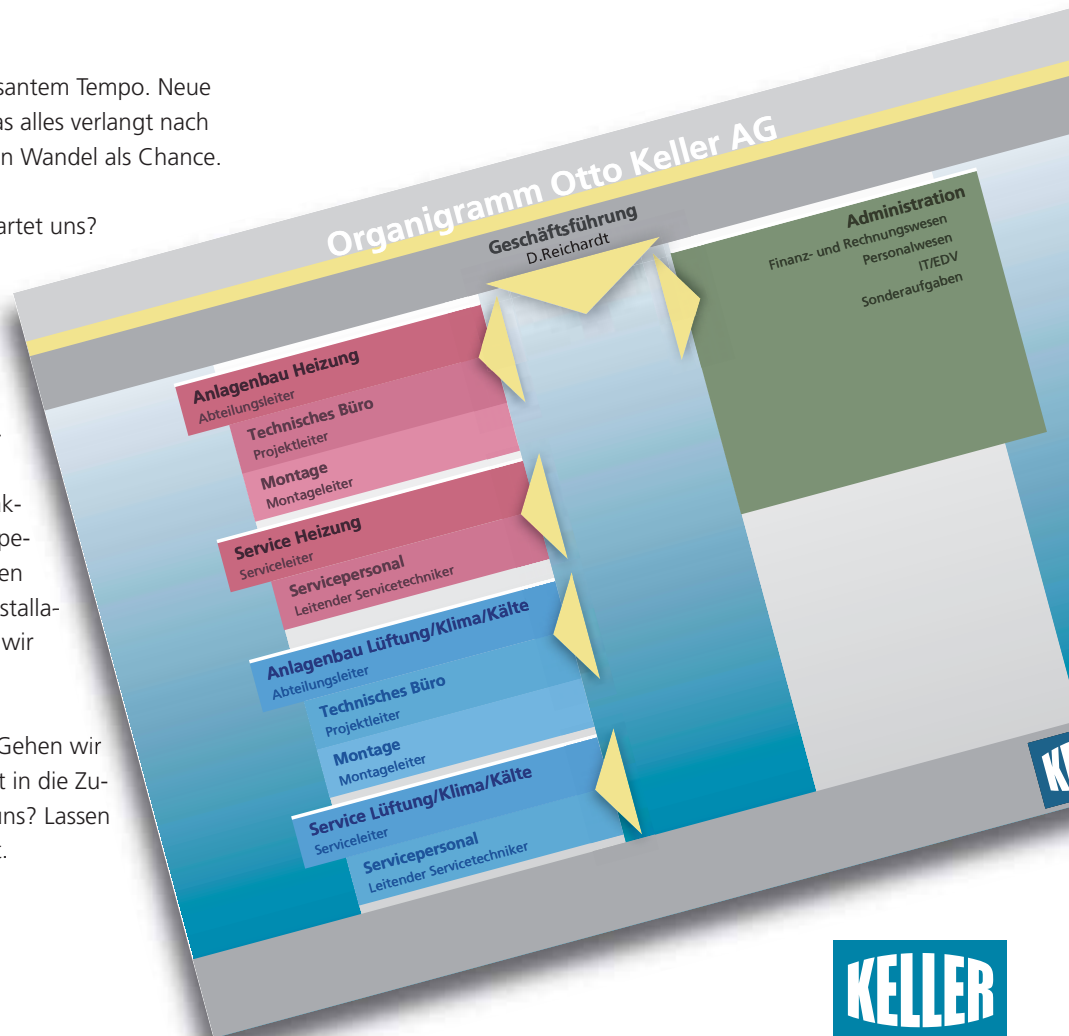 santem Tempo. Neue
as alles verlangt nach
n Wandel als Chance.
artet uns?
k-
pe-
en
stalla-
wir
Gehen wir
t in die Zu-
uns? Lassen
t.
Organigramm Otto Keller AG
Geschäftsführung
D.Reichardt
Administration
Finanz- und Rechnungswesen
Personalwesen
IT/EDV
Sonderaufgaben
Anlagenbau Heizung
Abteilungsleiter
Technisches Büro
Projektleiter
Montage
Montageleiter
Service Heizung
Serviceleiter
Servicepersonal
Leitender Servicetechniker
Anlagenbau Lüftung/Klima/Kälte
Abteilungsleiter
Technisches Büro
Projektleiter
Montage
Montageleiter
Service Lüftung/Klima/Kälte
Serviceleiter
Servicepersonal
Leitender Servicetechniker
KE
KELLER